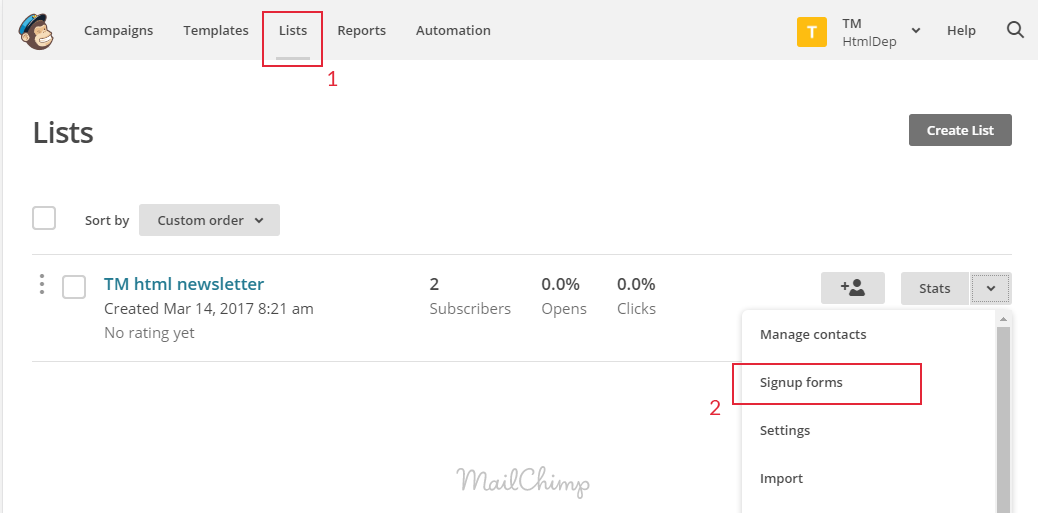 Campaigns Templates Lists Reports Automation
T
TM
HtmlDep
Help
1
Lists
Create List
Sort by
Custom order
TM html newsletter
Created Mar 14, 2017 8:21 am
No rating yet
2
Subscribers
0.0%
Opens
0.0%
Clicks
Stats
Manage contacts
2
Signup forms
Settings
Import
MailChimp